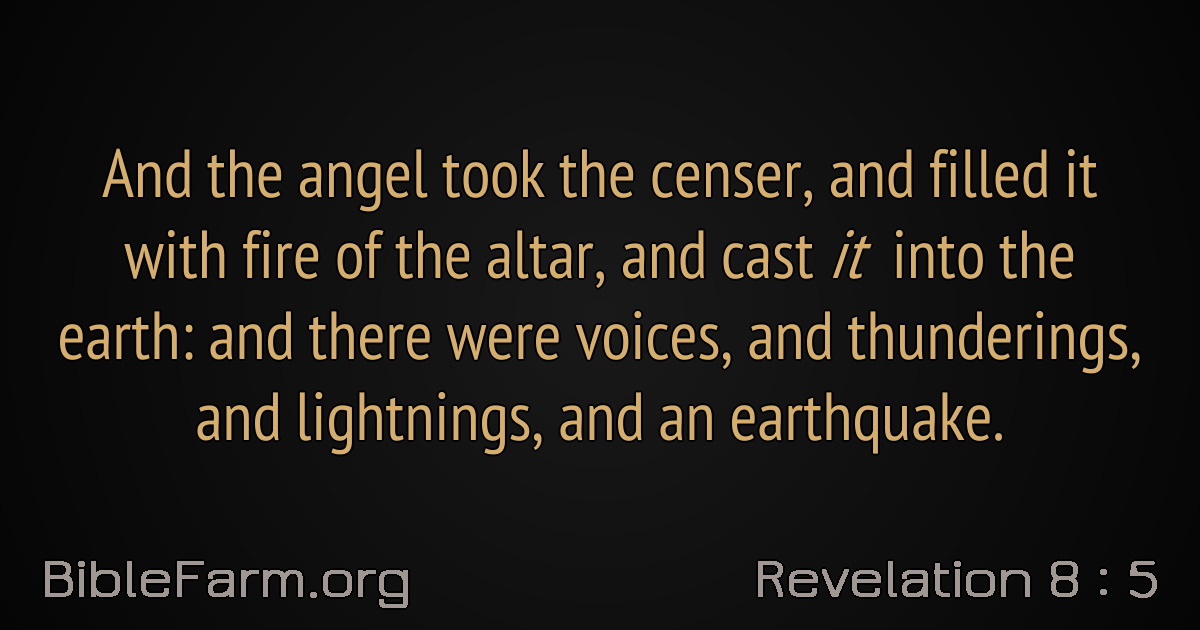 And the angel took the censer, and filled it
with fire of the altar, and cast it into the
earth: and there were voices, and thunderings,
and lightnings, and an earthquake.
BibleFarm.org
Revelation 8 : 5